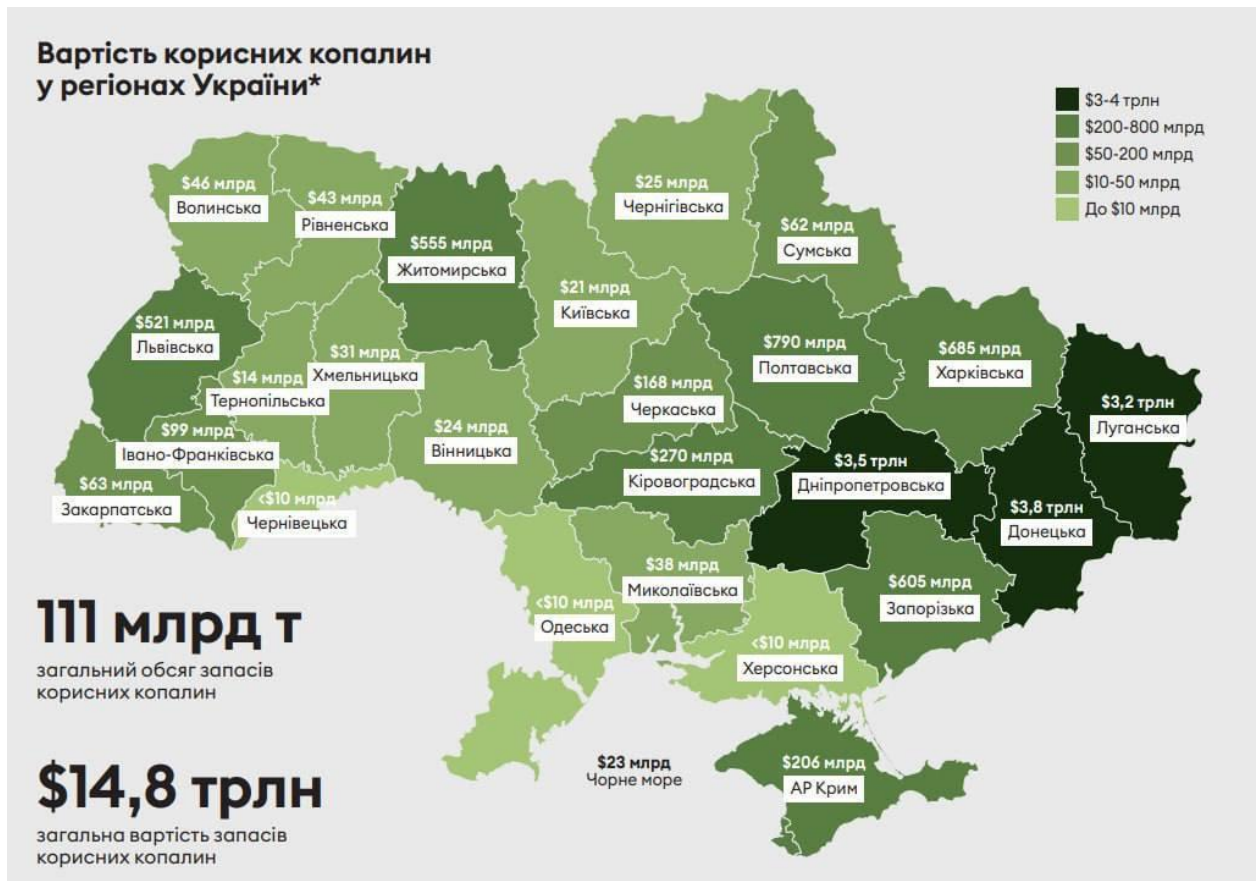 Вартість корисних копалин
у регіонах України*
$3-4 трлн
$200-800 млрд
$50-200 млрд
$10-50 млрд
До $10 млрд
$46 млрд
Волинська
$43 млрд
Рівненська
$555 млрд
Житомирська
$25 млрд
Чернігівська
$62 млрд
Сумська
$21 млрд
Київська
$521 млрд
Львівська
$14 млрд
Тернопільська
$31 млрд
Хмельницька
$168 млрд
Черкаська
$790 млрд
Полтавська
$685 млрд
Харківська
$3,2 трлн
Луганська
$99 млрд
Івано-Франківська
$24 млрд
Вінницька
$270 млрд
Кіровоградська
$3,5 трлн
Дніпропетровська
$3,8 трлн
Донецька
$63 млрд
Закарпатська
<$10 млрд
Чернівецька
$38 млрд
Миколаївська
$605 млрд
Запорізька
<$10 млрд
Одеська
<$10 млрд
Херсонська
111 млрд т
загальний обсяг запасів
корисних копалин
$23 млрд
Чорне море
$206 млрд
АР Крим
$14,8 трлн
загальна вартість запасів
корисних копалин